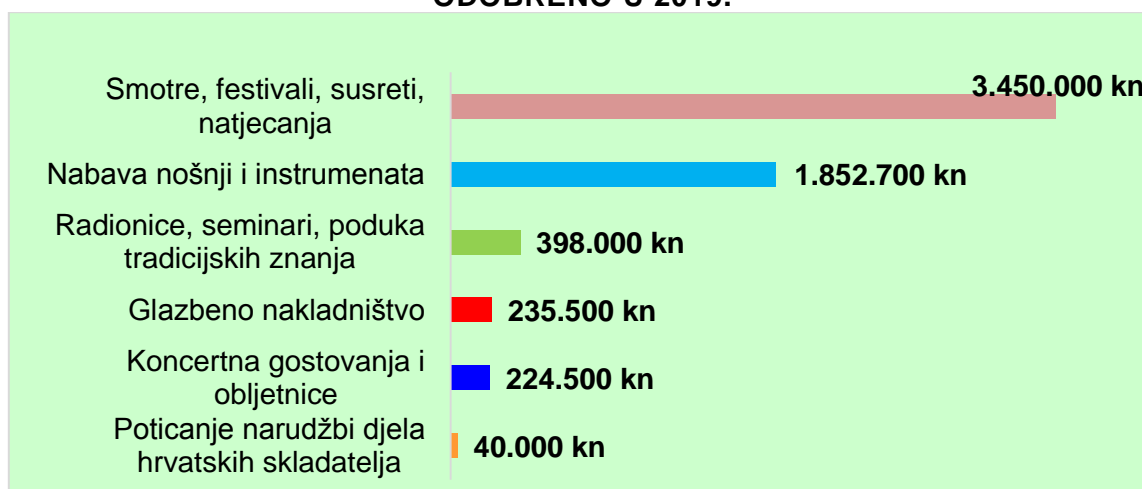 ODOBRENO U 2019.
Smotre, festivali, susreti,
natjecanja
3.450.000 kn
Nabava nošnji i instrumenata
1.852.700 kn
Radionice, seminari, poduka
tradicijskih znanja
398.000 kn
Glazbeno nakladništvo
235.500 kn
Koncertna gostovanja i
obljetnice
224.500 kn
Poticanje narudžbi djela
hrvatskih skladatelja
40.000 kn